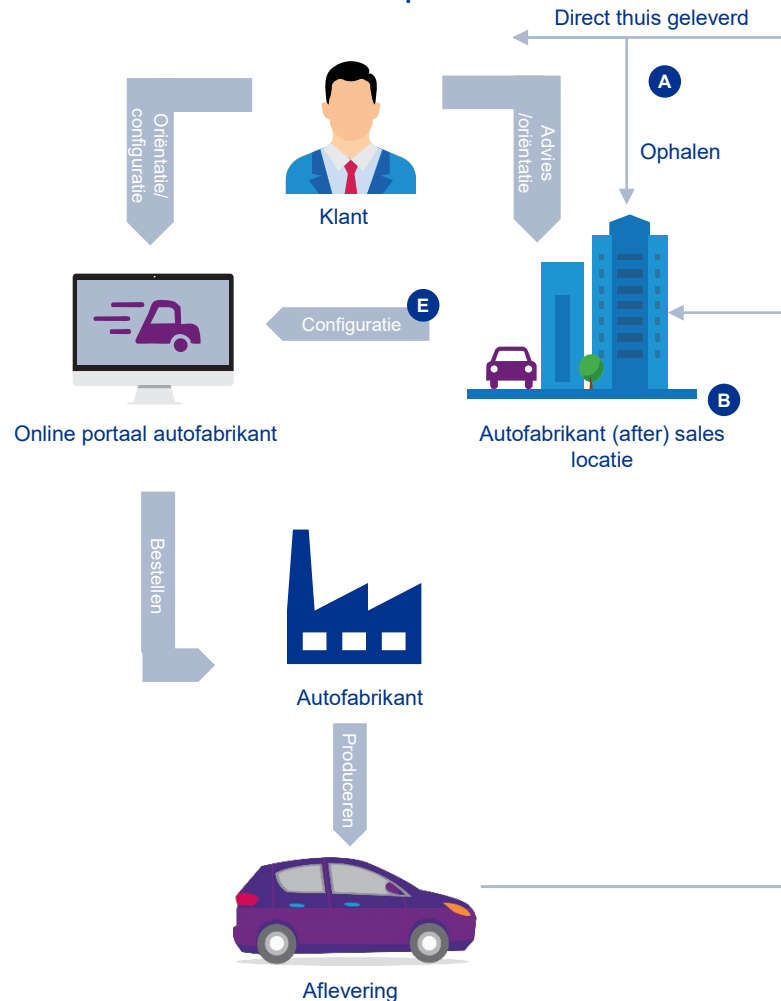 Direct thuis geleverd
A
Ophalen
Oriëntatie/
configuratie
Advies
/oriëntatie
Klant
E
Configuratie
B
Online portaal autofabrikant
Autofabrikant (after) sales
locatie
Bestellen
Autofabrikant
Produceren
Aflevering